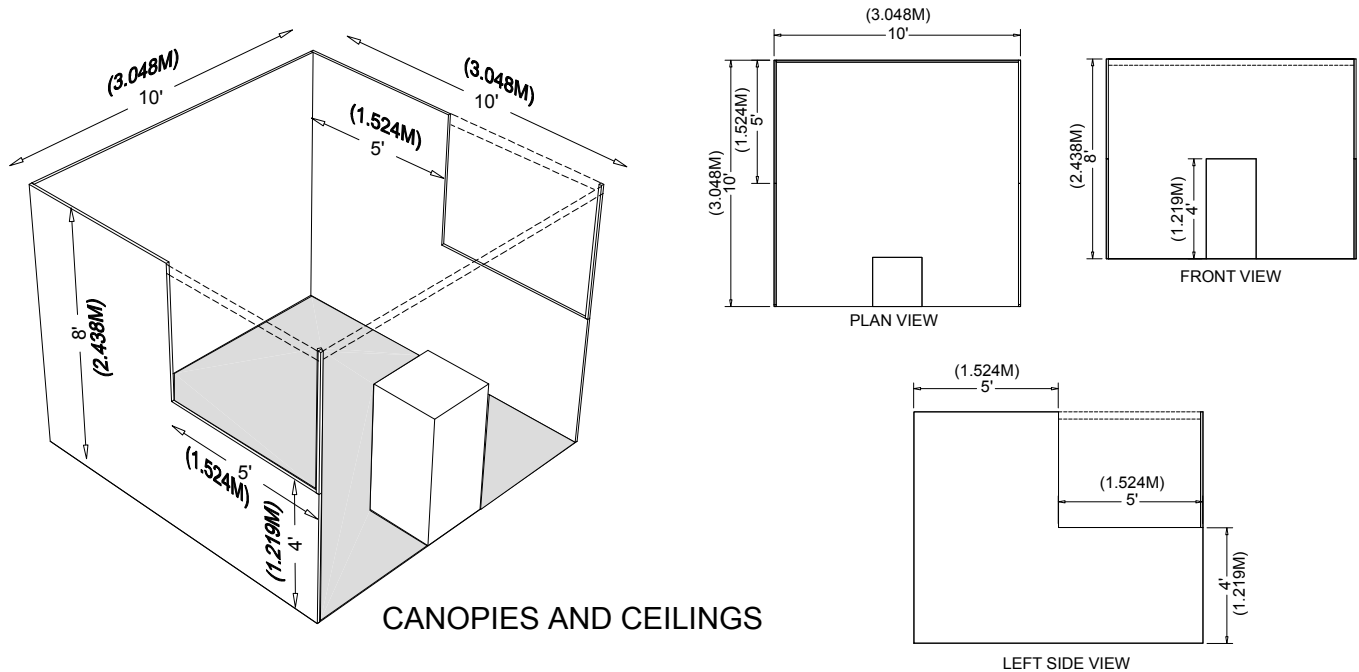 (3.048M)
10'
(3.048M)
10'
(1.524M)
5'
8'
(2.438M)
5'
(1.524M)
4'
(1.219M)
CANOPIES AND CEILINGS
(3.048M)
10'
(1.524M)
5'
(3.048M)
10'
PLAN VIEW
(2.438M)
8'
(1.219M)
4'
FRONT VIEW
(1.524M)
5'
(1.524M)
5'
4'
(1.219M)
LEFT SIDE VIEW